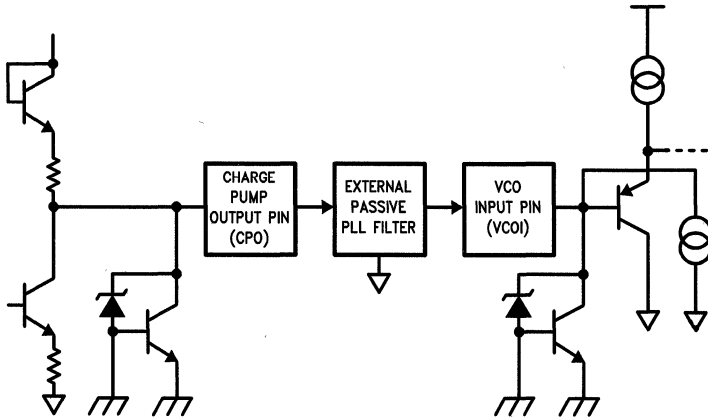 CHARGE
PUMP
OUTPUT PIN
(CPO)
EXTERNAL
PASSIVE
PLL FILTER
VCO
INPUT PIN
(VCOI)